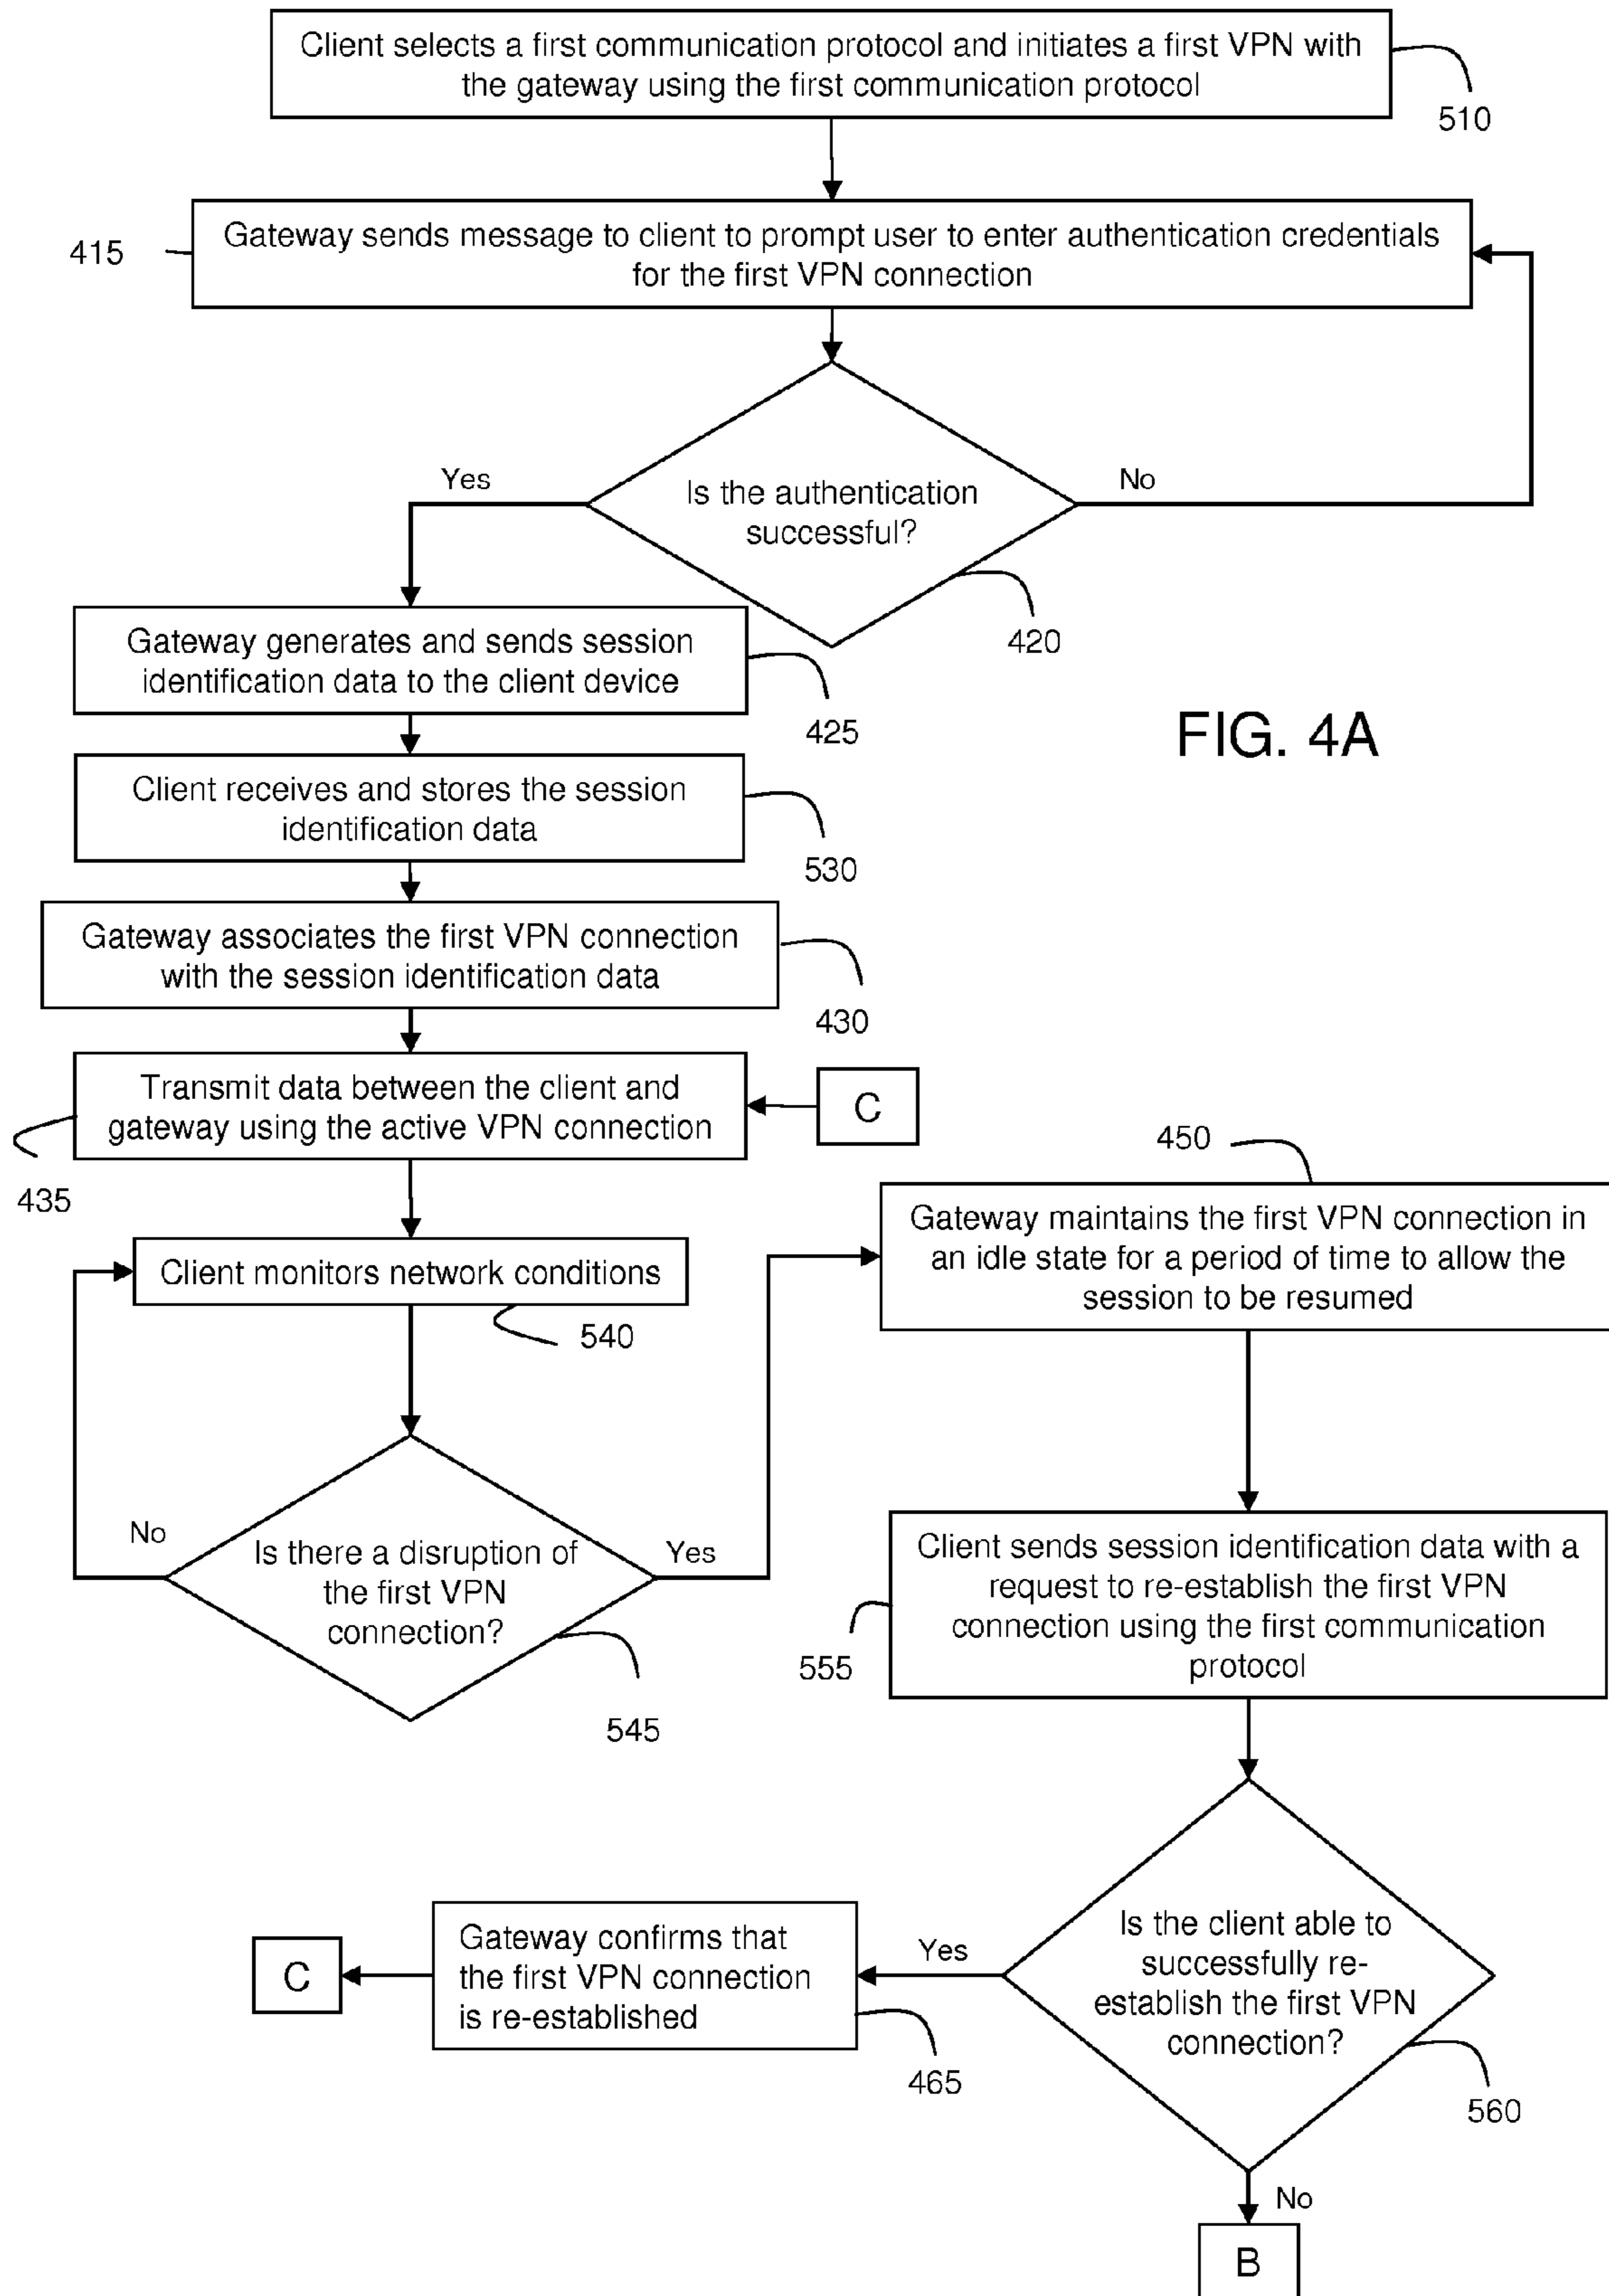 Client selects a first communication protocol and initiates a first VPN with
the gateway using the first communication protocol
510
415
Gateway sends message to client to prompt user to enter authentication credentials
for the first VPN connection
Yes
Is the authentication
successful?
No
420
Gateway generates and sends session
identification data to the client device
425
FIG. 4A
Client receives and stores the session
identification data
530
Gateway associates the first VPN connection
with the session identification data
430
Transmit data between the client and
gateway using the active VPN connection
C
435
450
Gateway maintains the first VPN connection in
an idle state for a period of time to allow the
session to be resumed
Client monitors network conditions
540
No
Is there a disruption of
the first VPN
connection?
Yes
545
Client sends session identification data with a
request to re-establish the first VPN
connection using the first communication
protocol
555
Is the client able to
successfully re-
establish the first VPN
connection?
560
Yes
Gateway confirms that
the first VPN connection
is re-established
465
C
No
B